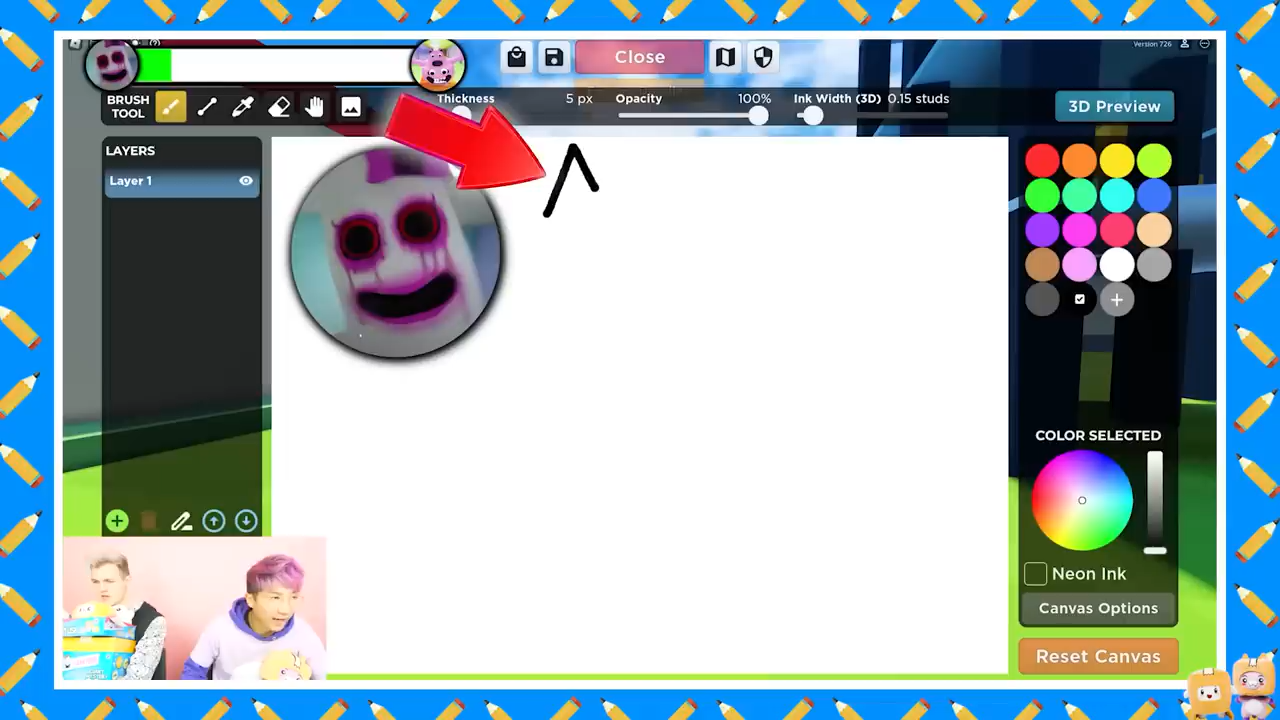 Version 726
Close
BRUSH
TOOL
Thickness 5 px Opacity 100% Ink Width (3D) 0.15 studs
3D Preview
LAYERS
Layer 1
COLOR SELECTED
Neon Ink
Canvas Options
Reset Canvas